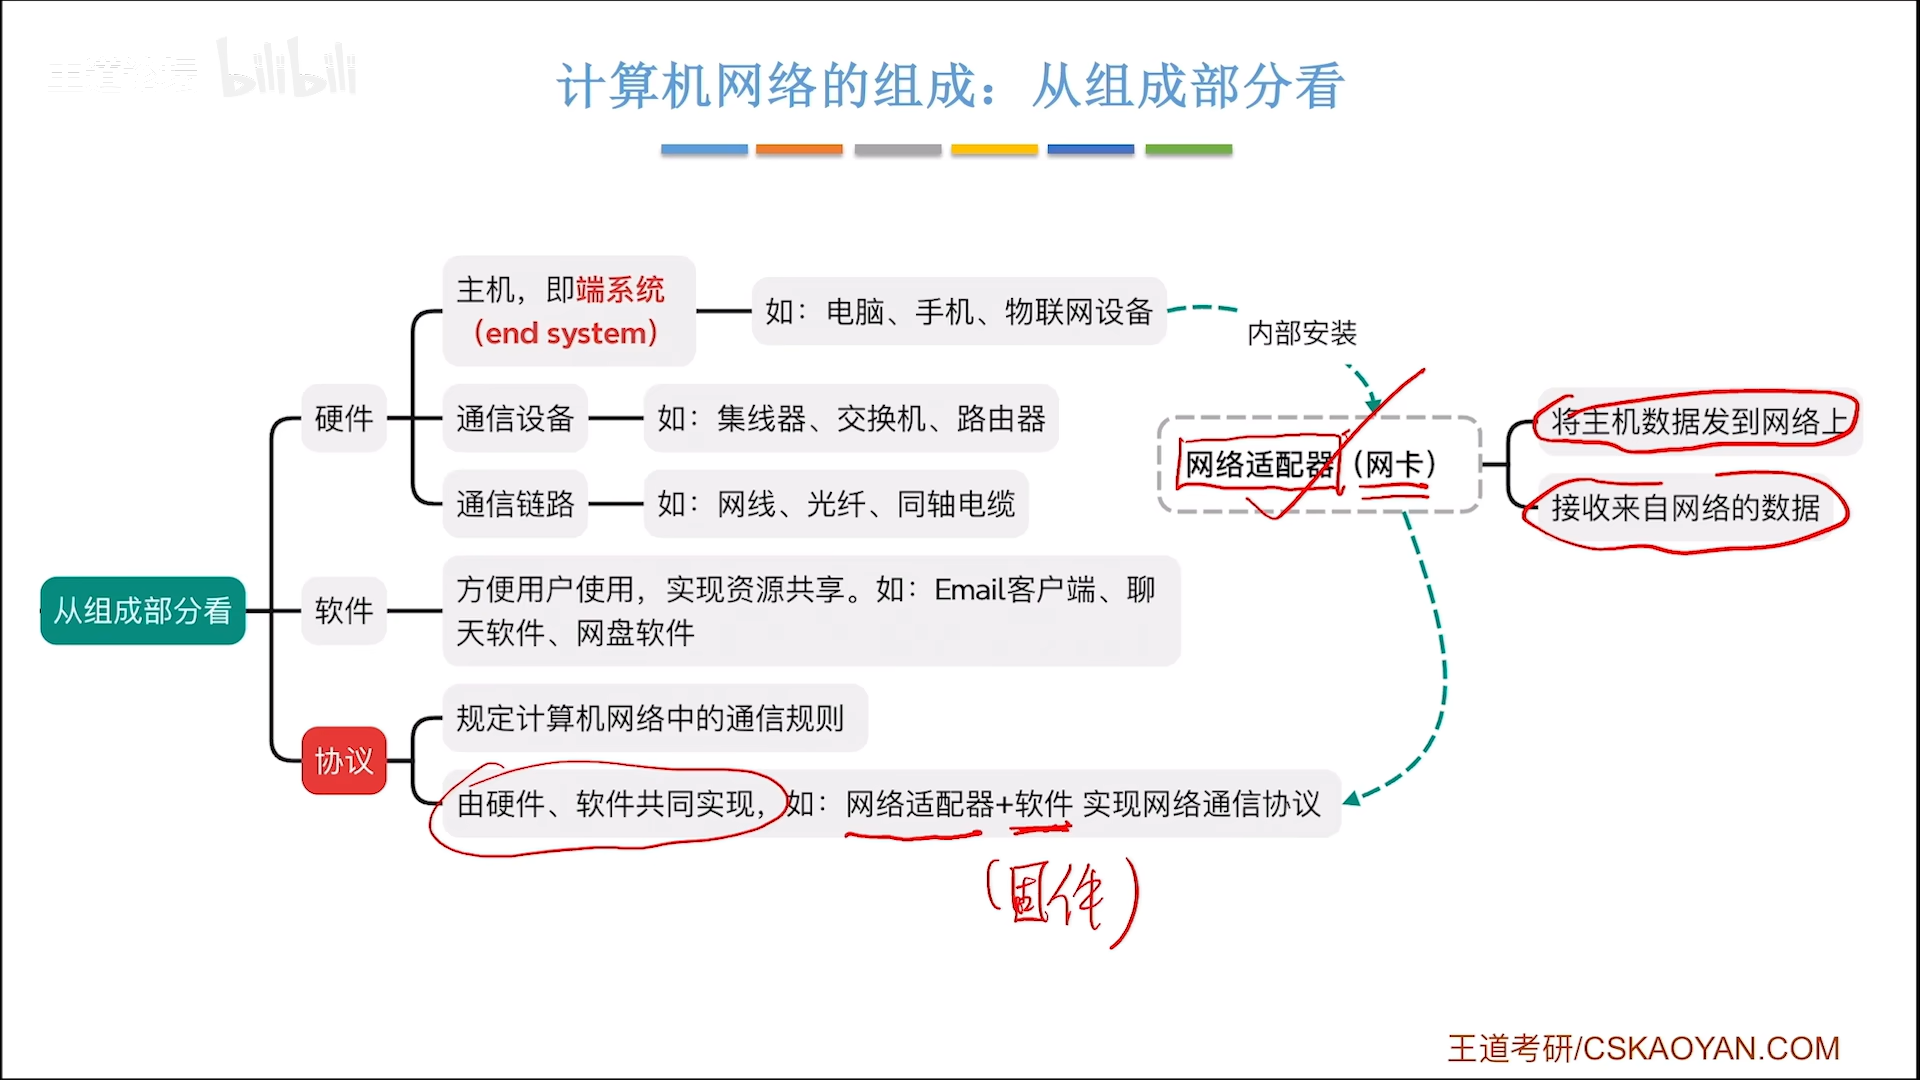 王道论坛 bilibili
计算机网络的组成：从组成部分看
主机，即端系统
（end system）
如：电脑、手机、物联网设备
内部安装
硬件
通信设备
如：集线器、交换机、路由器
网络适配器（网卡）
将主机数据发到网络上
通信链路
如：网线、光纤、同轴电缆
接收来自网络的数据
从组成部分看
软件
方便用户使用，实现资源共享。如：Email客户端、聊
天软件、网盘软件
协议
规定计算机网络中的通信规则
由硬件、软件共同实现，如：网络适配器+软件 实现网络通信协议
(固件)
王道考研/CSKAOYAN.COM